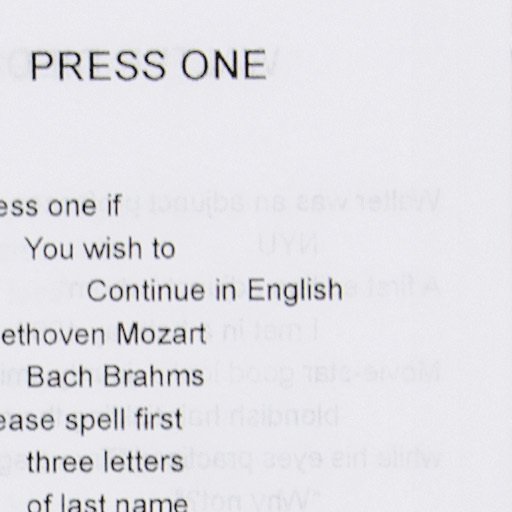 PRESS ONE
ess one if
You wish to
Continue in English
eethoven Mozart
Bach Brahms
ease spell first
three letters
of last name